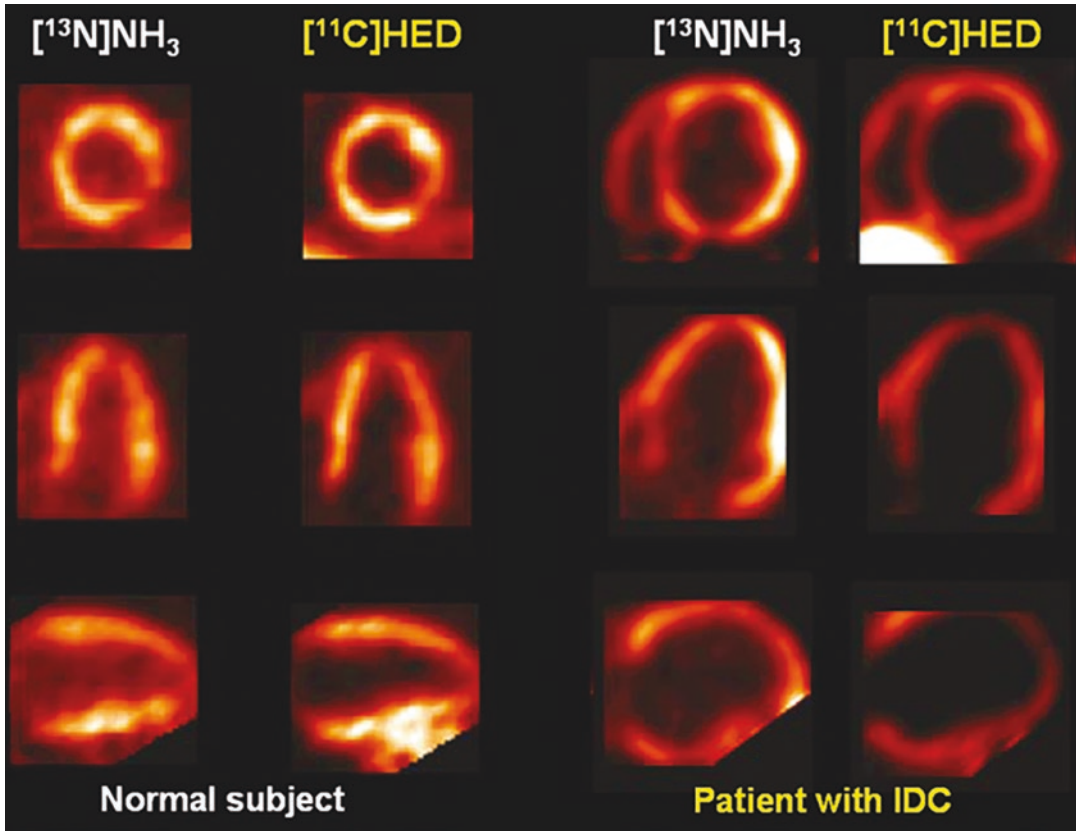 [¹³N]NH₃
[¹¹C]HED
[¹³N]NH₃
[¹¹C]HED
Normal subject
Patient with IDC